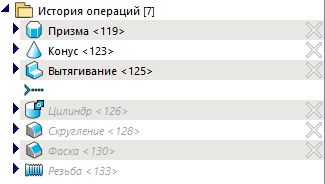 История операций [7]
Призма <119>
Конус <123>
Вытягивание <125>
Цилиндр <126>
Скругление <128>
Фаска <130>
Резьба <133>